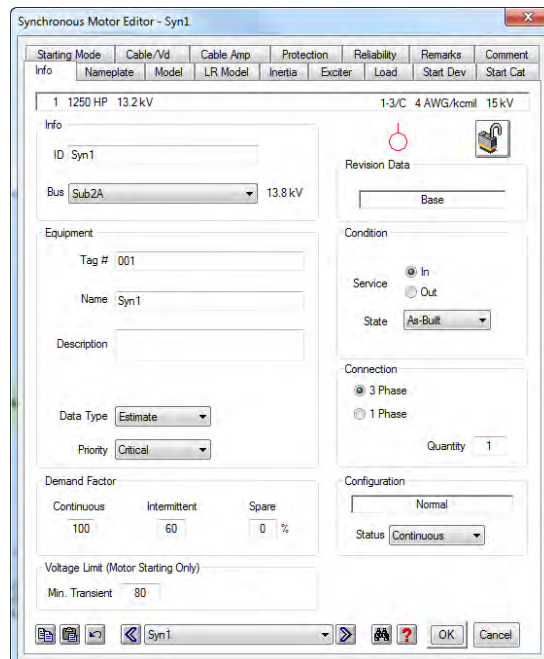 Synchronous Motor Editor - Syn1
Starting Mode Cable/Vd Cable Amp Protection Reliability Remarks Comment
Info Nameplate Model LR Model Inertia Exciter Load Start Dev Start Cat
1 1250 HP 13.2 kV 1-3/C 4 AWG/kcmil 15 kV
Info
ID Syn1
Bus Sub2A 13.8 kV
Revision Data
Base
Equipment
Tag # 001
Name Syn1
Description
Data Type Estimate
Priority Critical
Condition
Service In
Out
State As-Built
Connection
3 Phase
1 Phase
Quantity 1
Demand Factor
Continuous Intermittent Spare
100 60 0 %
Configuration
Normal
Status Continuous
Voltage Limit (Motor Starting Only)
Min. Transient 80
Syn1 ? OK Cancel